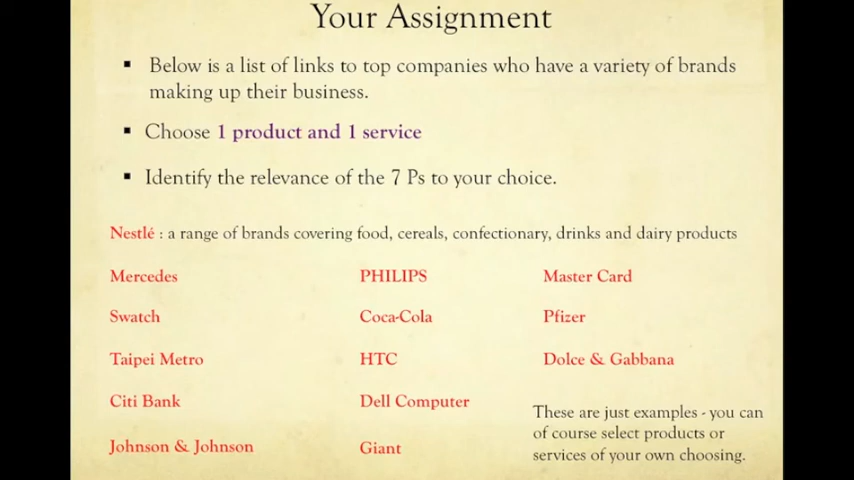 Your Assignment
▪ Below is a list of links to top companies who have a variety of brands
making up their business.
▪ Choose 1 product and 1 service
▪ Identify the relevance of the 7 Ps to your choice.
Nestlé : a range of brands covering food, cereals, confectionary, drinks and dairy products
Mercedes PHILIPS Master Card
Swatch Coca-Cola Pfizer
Taipei Metro HTC Dolce & Gabbana
Citi Bank Dell Computer
Johnson & Johnson Giant
These are just examples - you can
of course select products or
services of your own choosing.